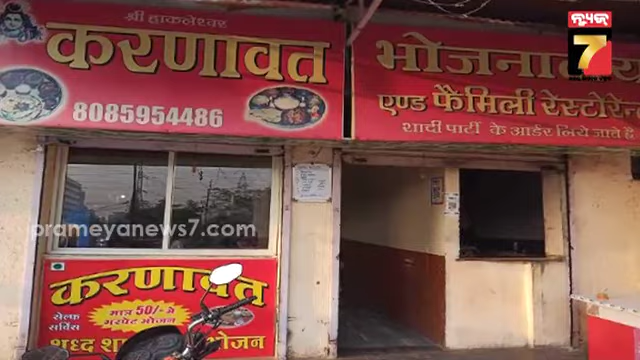 श्री हाकलेश्वर
करणावत
8085954486
भोजनालय
एण्ड फैमिली रेस्टोरेन्ट
शादी पार्टी के आर्डर लिये जाते है
ନ୍ୟୁଜ୍
7
prameyanews7.com
करणावत
सेल्फ सर्विस
मात्र 50/- मे
भरपेट भोजन
शुध्द शा भोजन